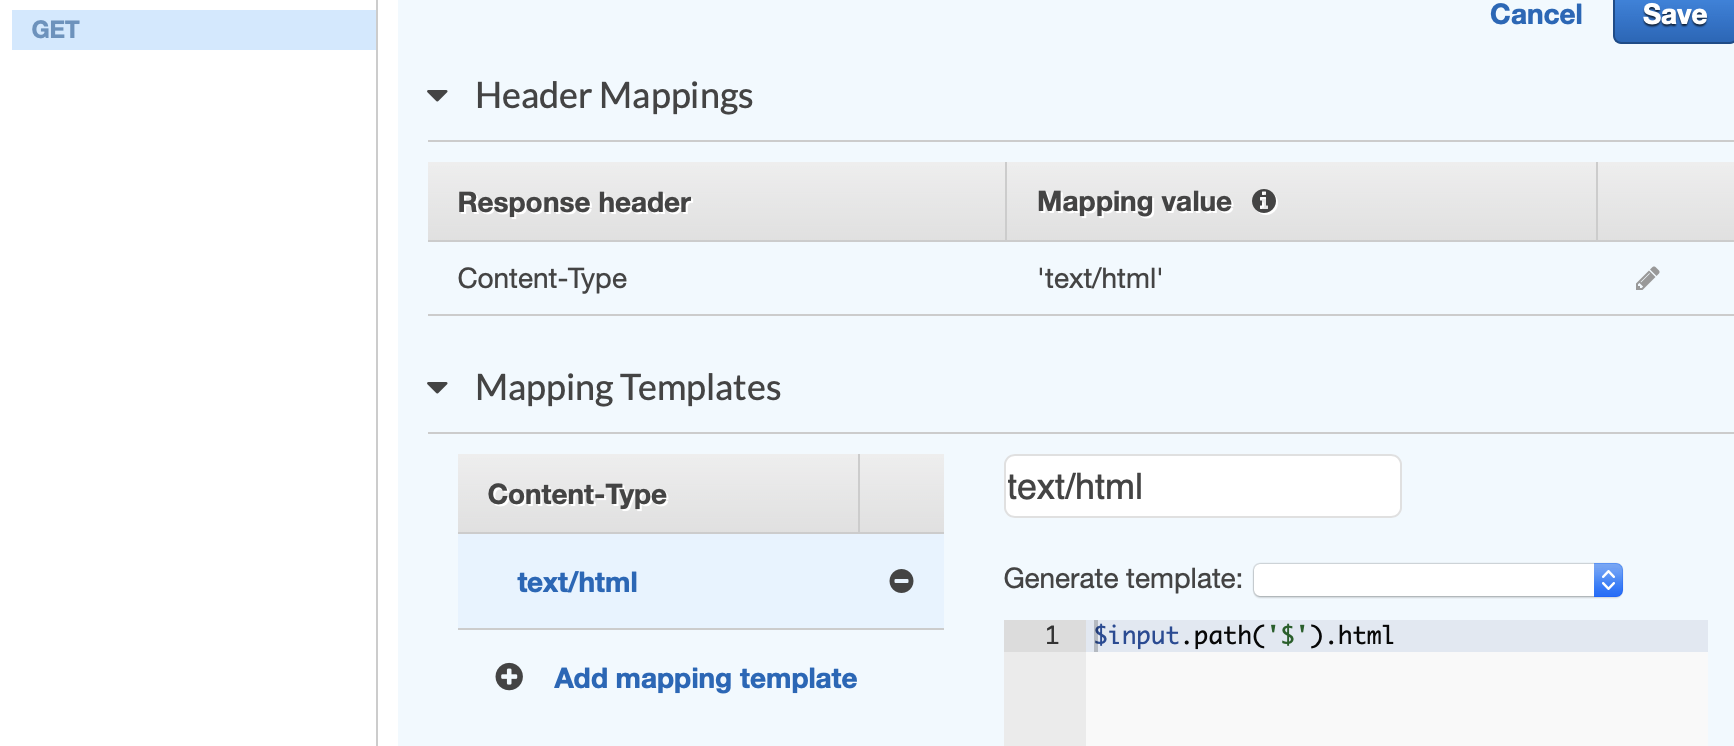 GET
Cancel
Save
Header Mappings
Response header
Mapping value
Content-Type
'text/html'
Mapping Templates
Content-Type
text/html
text/html
Generate template:
1 $input.path('$').html
Add mapping template